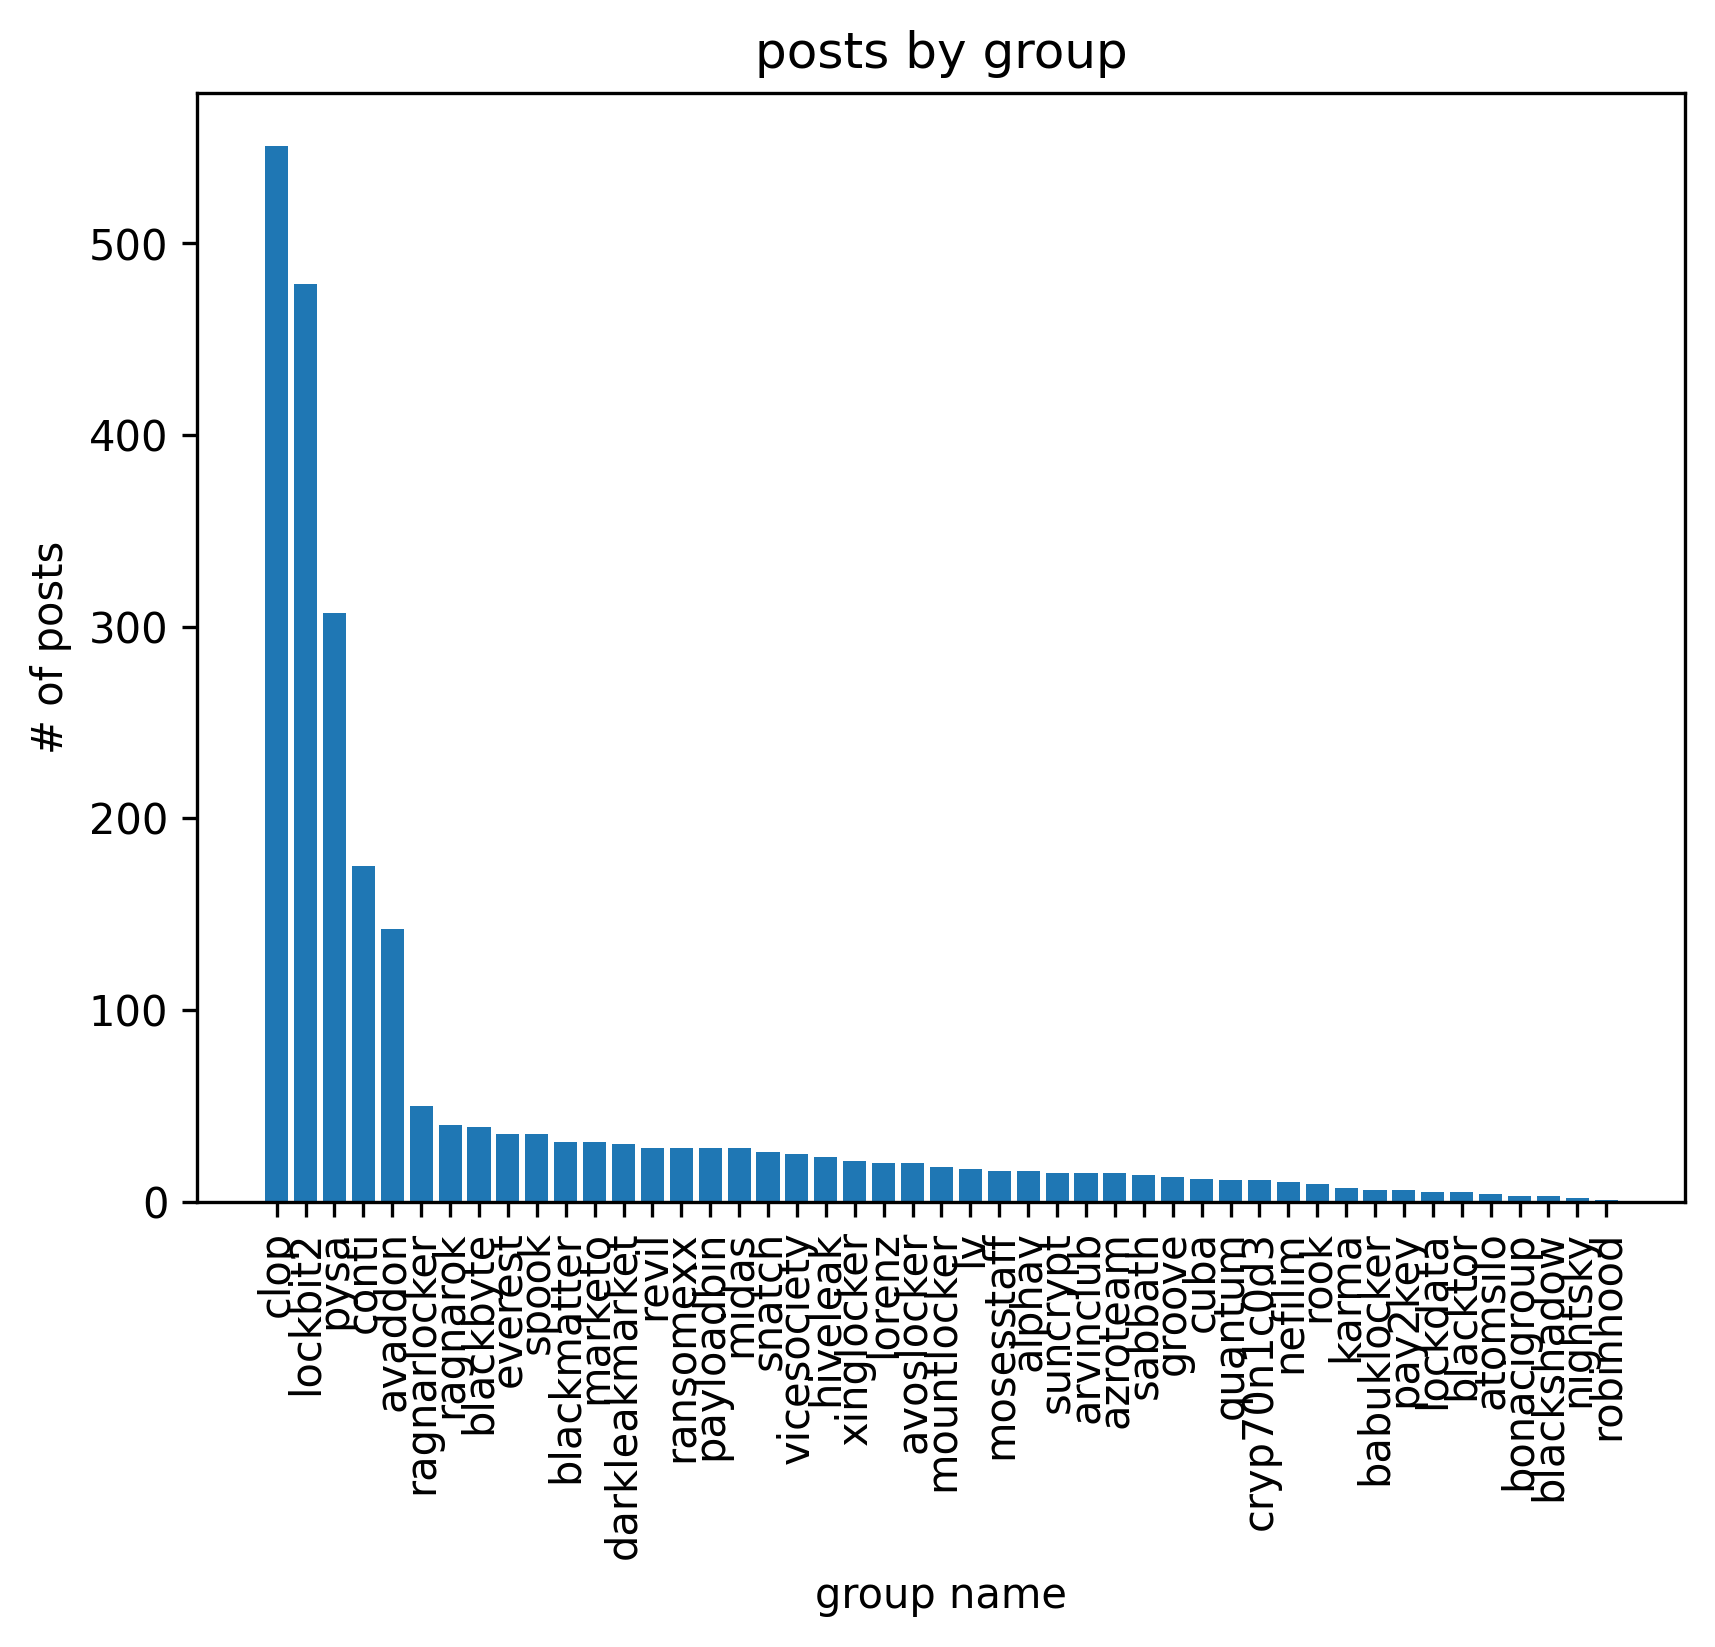 posts by group
# of posts
500
400
300
200
100
0
clop
lockbit2
pysa
conti
avaddon
ragnarlocker
ragnarok
blackbyte
everest
spook
blackmatter
marketo
darkleakmarket
revil
ransomexx
payloadbin
midas
snatch
vicesociety
hiveleak
xinglocker
lorenz
avoslocker
mountlocker
lv
mosesstaff
alphav
suncrypt
arvinclub
azroteam
sabbath
groove
cuba
quantum
cryp70n1c0d3
nefilim
rook
karma
babuklocker
pay2key
lockdata
blacktor
atomsilo
bonacigroup
blackshadow
nightsky
robinhood
group name